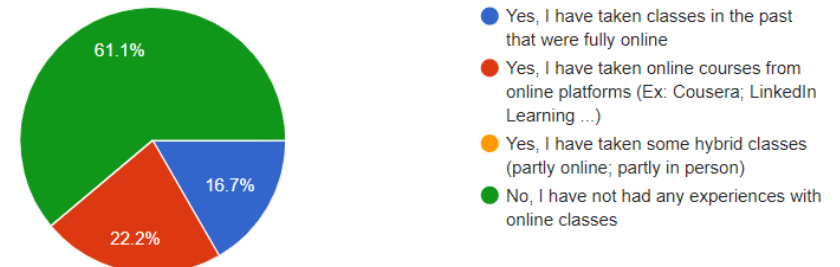 61.1%
16.7%
22.2%
Yes, I have taken classes in the past
that were fully online
Yes, I have taken online courses from
online platforms (Ex: Cousera; LinkedIn
Learning ...)
Yes, I have taken some hybrid classes
(partly online; partly in person)
No, I have not had any experiences with
online classes